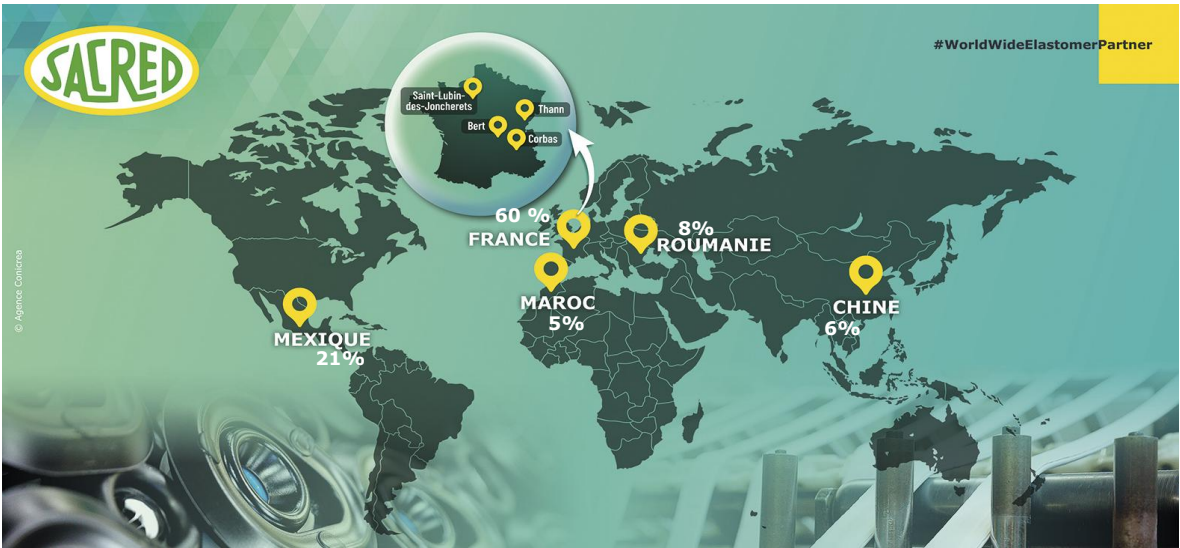 SACRED
#WorldWideElastomerPartner
Saint-Lubin-
des-Joncherets
Thann
Bert
Corbas
60 %
FRANCE
8%
ROUMANIE
MAROC
5%
CHINE
6%
MEXIQUE
21%
© Agence Conicrea